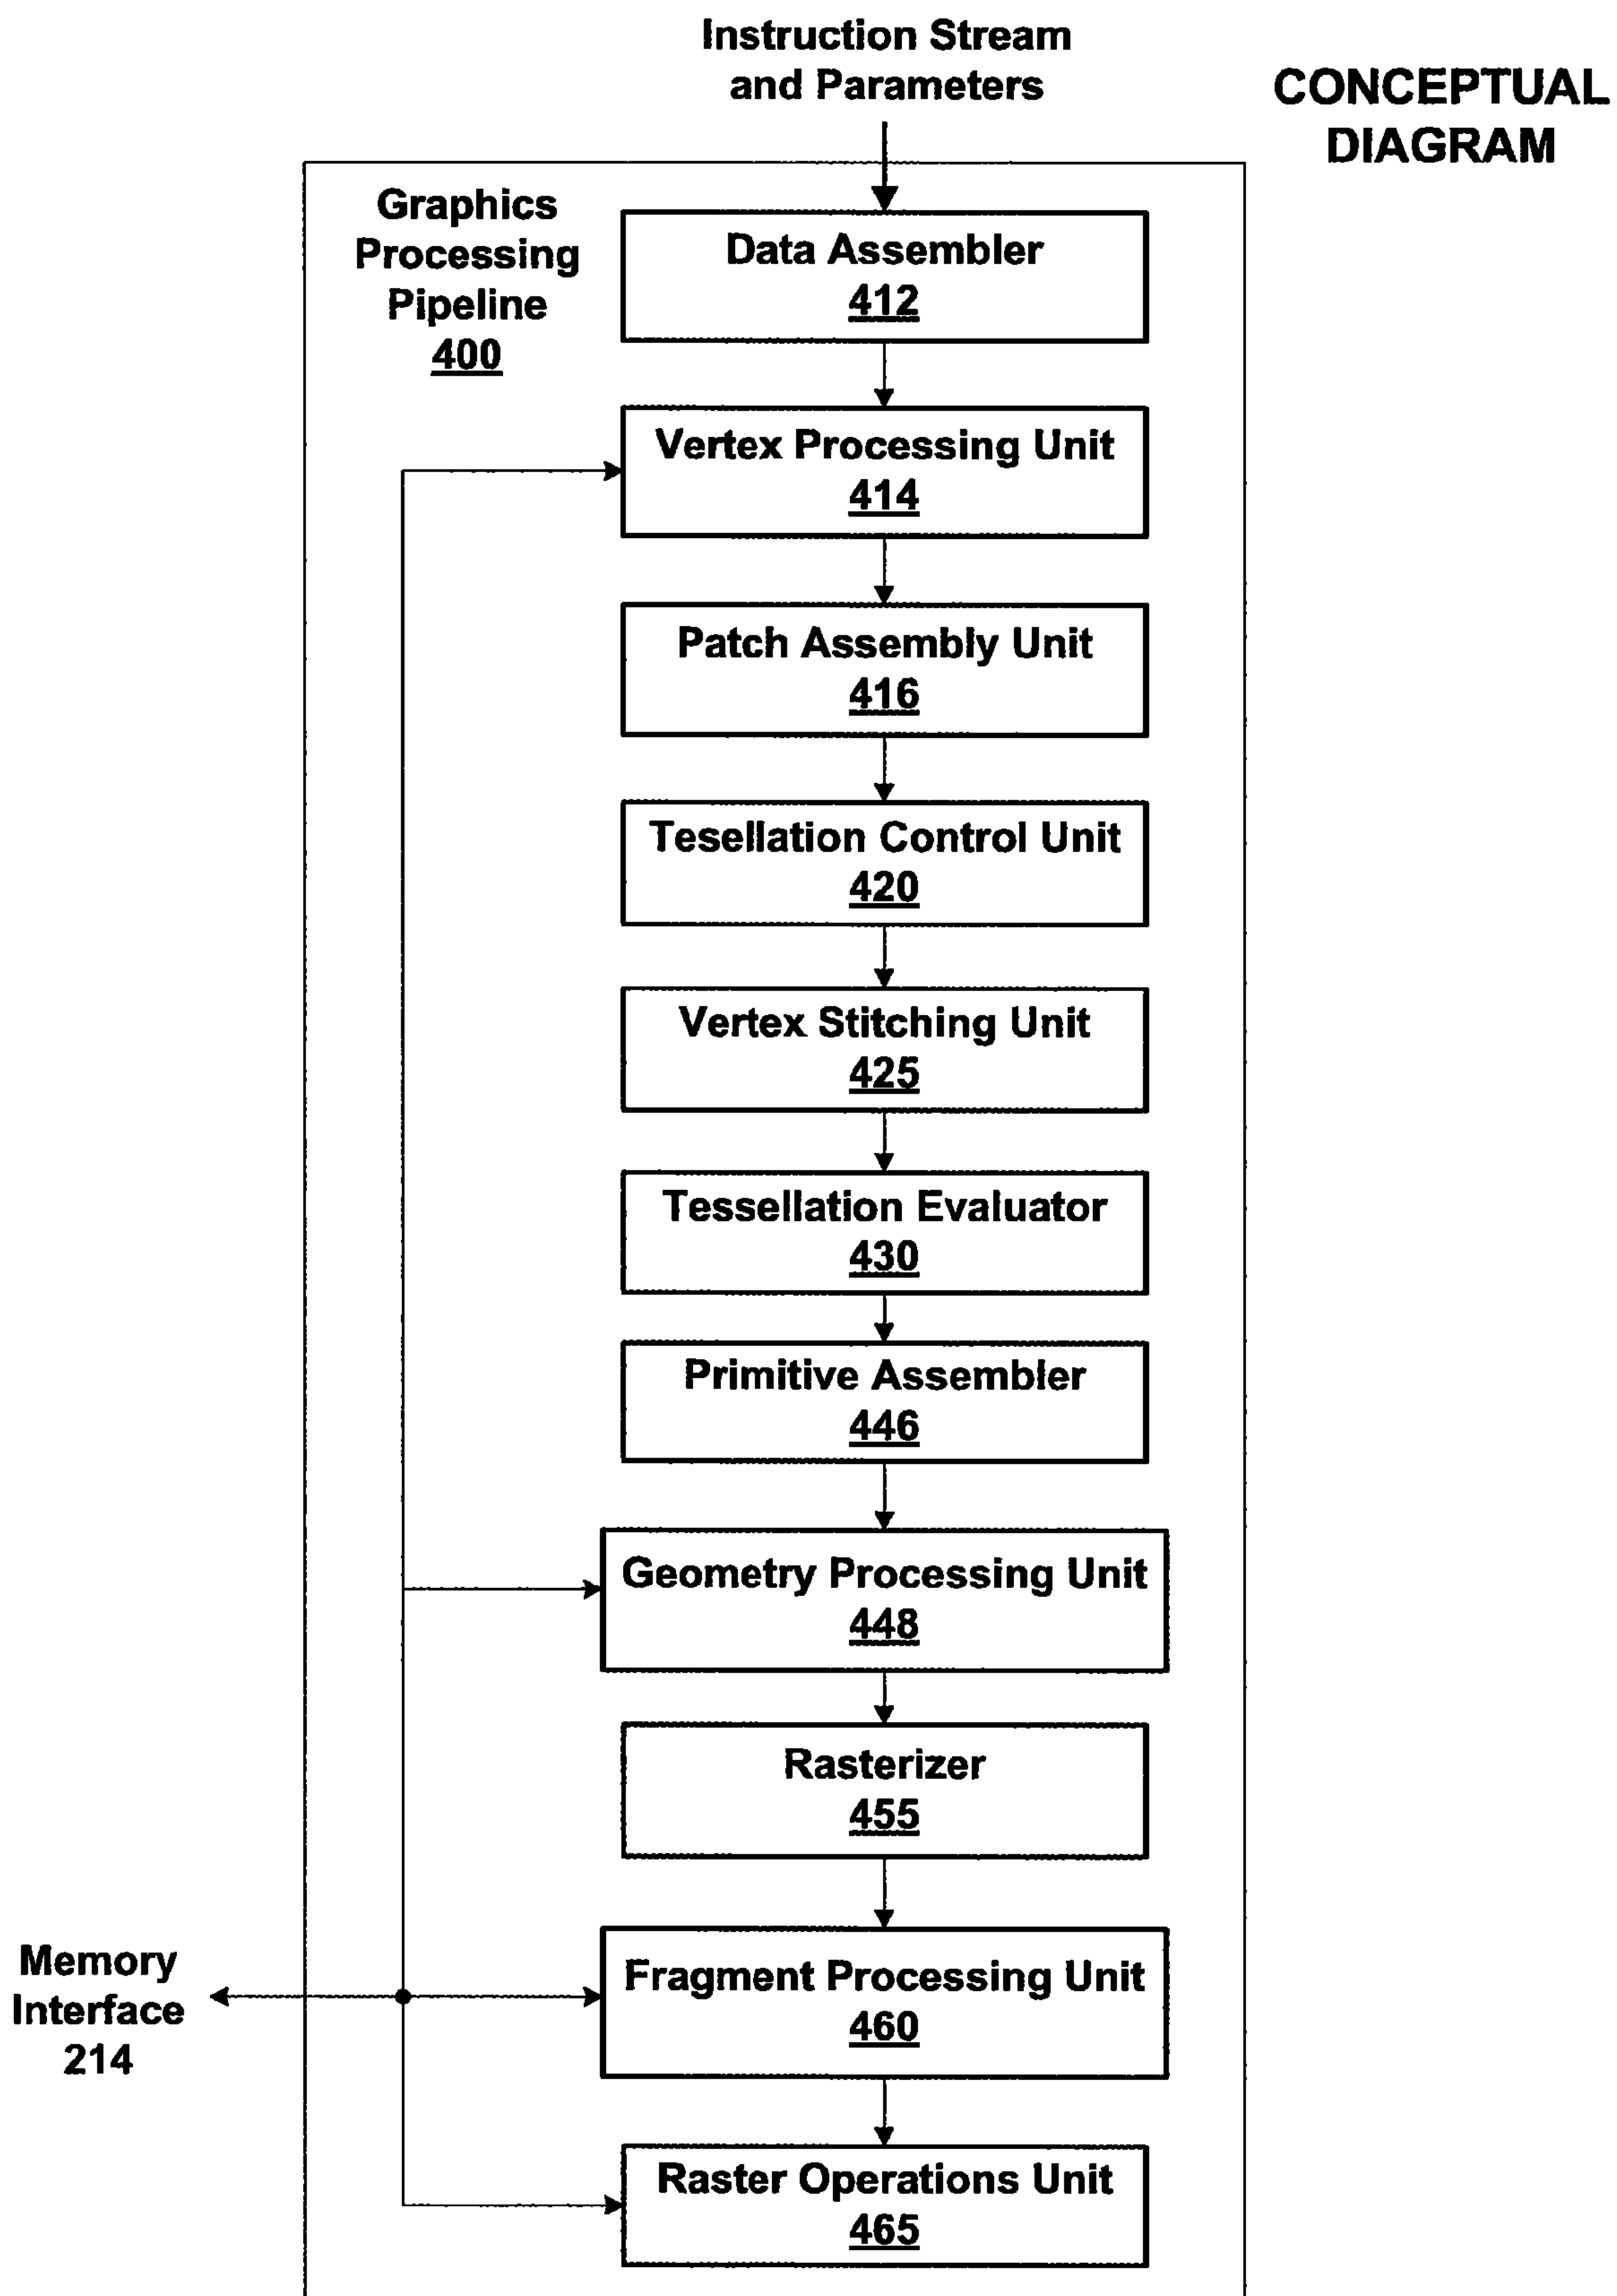 Instruction Stream
and Parameters
CONCEPTUAL
DIAGRAM
Graphics
Processing
Pipeline
400
Data Assembler
412
Vertex Processing Unit
414
Patch Assembly Unit
416
Tesellation Control Unit
420
Vertex Stitching Unit
425
Tessellation Evaluator
430
Primitive Assembler
446
Geometry Processing Unit
448
Rasterizer
455
Memory
Interface
214
Fragment Processing Unit
460
Raster Operations Unit
465